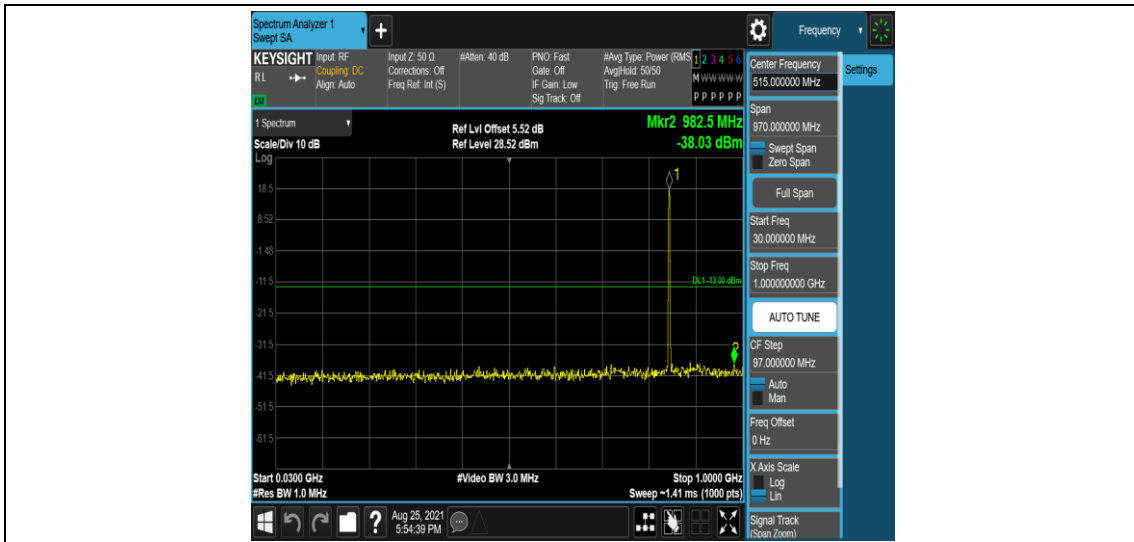 Spectrum Analyzer 1
Swept SA
+
Frequency
KEYSIGHT
RL
LXI
Input: RF
Coupling: DC
Align: Auto
Input Z: 50 Ω
Corrections: Off
Freq Ref: Int (S)
#Atten: 40 dB
PNO: Fast
Gate: Off
IF Gain: Low
Sig Track: Off
#Avg Type: Power (RMS
Avg|Hold: 50/50
Trig: Free Run
1 2 3 4 5 6
M W W W W W
P P P P P P
1 Spectrum
Scale/Div 10 dB
Log
Ref Lvl Offset 5.52 dB
Ref Level 28.52 dBm
Mkr2 982.5 MHz
-38.03 dBm
1
18.5
8.52
-1.48
-11.5
DL1 -13.00 dBm
-21.5
-31.5
2
-41.5
-51.5
-61.5
Start 0.0300 GHz
#Res BW 1.0 MHz
#Video BW 3.0 MHz
Stop 1.0000 GHz
Sweep ~1.41 ms (1000 pts)
?
Aug 25, 2021
5:54:39 PM
Center Frequency
515.000000 MHz
Settings
Span
970.000000 MHz
Swept Span
Zero Span
Full Span
Start Freq
30.000000 MHz
Stop Freq
1.000000000 GHz
AUTO TUNE
CF Step
97.000000 MHz
Auto
Man
Freq Offset
0 Hz
X Axis Scale
Log
Lin
Signal Track
(Span Zoom)